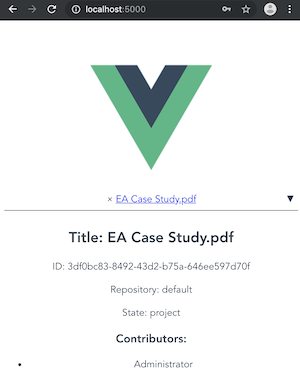 localhost:5000
× EA Case Study.pdf ▼
Title: EA Case Study.pdf
ID: 3df0bc83-8492-43d2-b75a-646ee597d70f
Repository: default
State: project
Contributors:
• Administrator